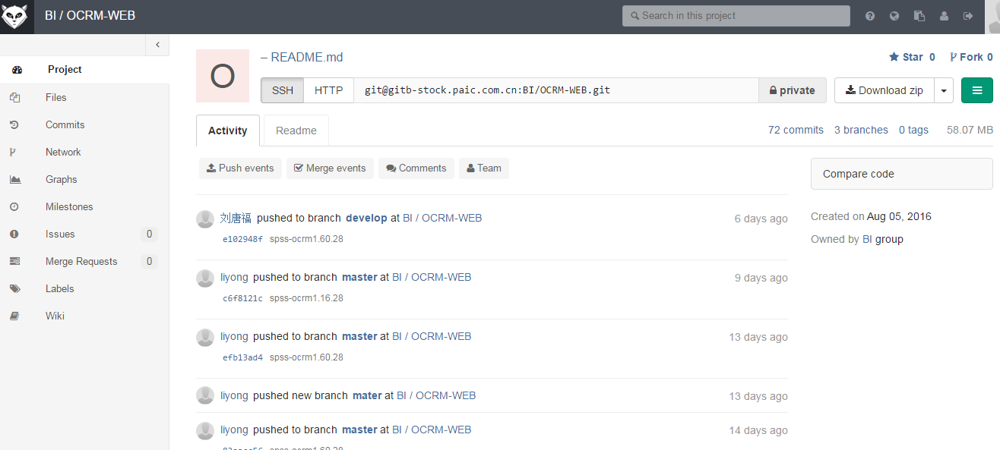 BI / OCRM-WEB
Search in this project
Project
Files
Commits
Network
Graphs
Milestones
Issues 0
Merge Requests 0
Labels
Wiki
O
– README.md
Star 0
Fork 0
SSH HTTP git@gitb-stock.paic.com.cn:BI/OCRM-WEB.git private
Download zip
Activity Readme
72 commits 3 branches 0 tags 58.07 MB
Push events Merge events Comments Team
Compare code
Created on Aug 05, 2016
Owned by BI group
刘唐福 pushed to branch develop at BI / OCRM-WEB 6 days ago
e102948f spss-ocrm1.60.28
liyong pushed to branch master at BI / OCRM-WEB 9 days ago
c6f8121c spss-ocrm1.16.28
liyong pushed to branch master at BI / OCRM-WEB 13 days ago
efb13ad4 spss-ocrm1.60.28
liyong pushed new branch mater at BI / OCRM-WEB 13 days ago
liyong pushed to branch master at BI / OCRM-WEB 14 days ago
spss-ocrm1.60.28